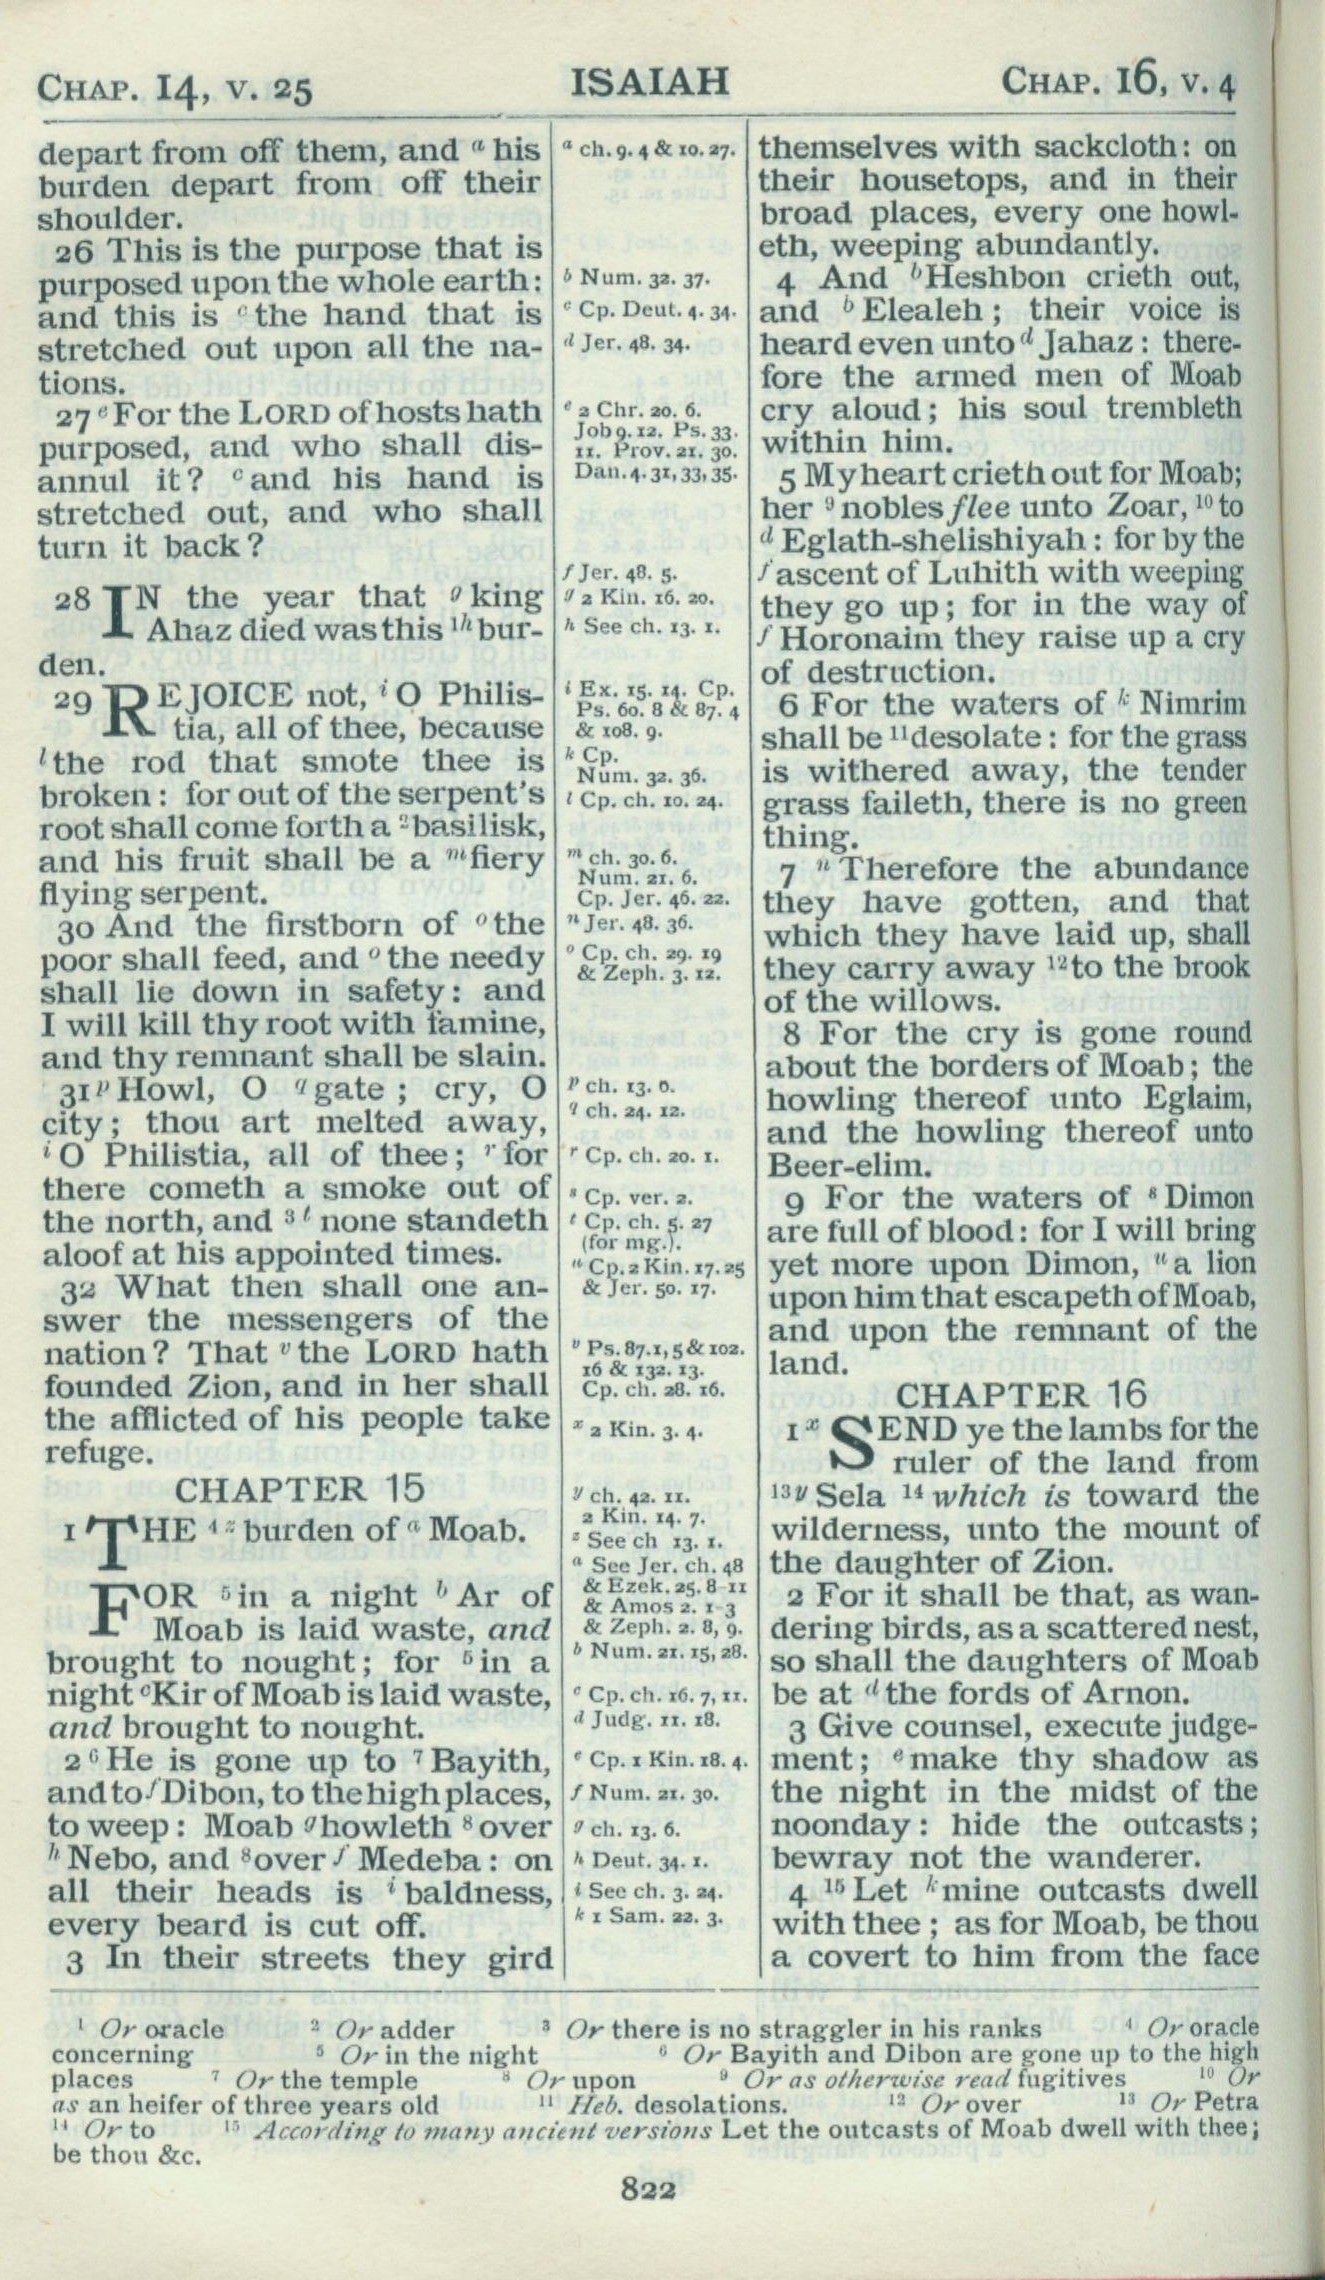 CHAP. 14, v. 25 ISAIAH CHAP. 16, v. 4
depart from off them, and a his
burden depart from off their
shoulder.
26 This is the purpose that is
purposed upon the whole earth:
and this is c the hand that is
stretched out upon all the na-
tions.
27 e For the LORD of hosts hath
purposed, and who shall dis-
annul it? c and his hand is
stretched out, and who shall
turn it back?
28 IN the year that g king
Ahaz died was this 1 h bur-
den.
29 REJOICE not, i O Philis-
tia, all of thee, because
l the rod that smote thee is
broken: for out of the serpent's
root shall come forth a 2 basilisk,
and his fruit shall be a m fiery
flying serpent.
30 And the firstborn of o the
poor shall feed, and o the needy
shall lie down in safety: and
I will kill thy root with famine,
and thy remnant shall be slain.
31 p Howl, O q gate; cry, O
city; thou art melted away,
i O Philistia, all of thee; r for
there cometh a smoke out of
the north, and 3 t none standeth
aloof at his appointed times.
32 What then shall one an-
swer the messengers of the
nation? That v the LORD hath
founded Zion, and in her shall
the afflicted of his people take
refuge.
CHAPTER 15
1 THE 4 z burden of a Moab.
FOR 5 in a night b Ar of
Moab is laid waste, and
brought to nought; for 5 in a
night c Kir of Moab is laid waste,
and brought to nought.
2 6 He is gone up to 7 Bayith,
and to f Dibon, to the high places,
to weep: Moab g howleth 8 over
h Nebo, and 8 over f Medeba: on
all their heads is i baldness,
every beard is cut off.
3 In their streets they gird
a ch. 9. 4 & 10. 27.
b Num. 32. 37.
c Cp. Deut. 4. 34.
d Jer. 48. 34.
e 2 Chr. 20. 6.
Job 9. 12. Ps. 33.
11. Prov. 21. 30.
Dan. 4. 31, 33, 35.
f Jer. 48. 5.
g 2 Kin. 16. 20.
h See ch. 13. 1.
i Ex. 15. 14. Cp.
Ps. 60. 8 & 87. 4
& 108. 9.
k Cp.
Num. 32. 36.
l Cp. ch. 10. 24.
m ch. 30. 6.
Num. 21. 6.
Cp. Jer. 46. 22.
n Jer. 48. 36.
o Cp. ch. 29. 19
& Zeph. 3. 12.
p ch. 13. 6.
q ch. 24. 12.
r Cp. ch. 20. 1.
s Cp. ver. 2.
t Cp. ch. 5. 27
(for mg.).
u Cp. 2 Kin. 17. 25
& Jer. 50. 17.
v Ps. 87. 1, 5 & 102.
16 & 132. 13.
Cp. ch. 28. 16.
x 2 Kin. 3. 4.
y ch. 42. 11.
2 Kin. 14. 7.
z See ch 13. 1.
a See Jer. ch. 48
& Ezek. 25. 8-11
& Amos 2. 1-3
& Zeph. 2. 8, 9.
b Num. 21. 15, 28.
c Cp. ch. 16. 7, 11.
d Judg. 11. 18.
e Cp. 1 Kin. 18. 4.
f Num. 21. 30.
g ch. 13. 6.
h Deut. 34. 1.
i See ch. 3. 24.
k 1 Sam. 22. 3.
themselves with sackcloth: on
their housetops, and in their
broad places, every one howl-
eth, weeping abundantly.
4 And b Heshbon crieth out,
and b Elealeh; their voice is
heard even unto d Jahaz: there-
fore the armed men of Moab
cry aloud; his soul trembleth
within him.
5 My heart crieth out for Moab;
her 9 nobles flee unto Zoar, 10 to
d Eglath-shelishiyah: for by the
f ascent of Luhith with weeping
they go up; for in the way of
f Horonaim they raise up a cry
of destruction.
6 For the waters of k Nimrim
shall be 11 desolate: for the grass
is withered away, the tender
grass faileth, there is no green
thing.
7 n Therefore the abundance
they have gotten, and that
which they have laid up, shall
they carry away 12 to the brook
of the willows.
8 For the cry is gone round
about the borders of Moab; the
howling thereof unto Eglaim,
and the howling thereof unto
Beer-elim.
9 For the waters of s Dimon
are full of blood: for I will bring
yet more upon Dimon, u a lion
upon him that escapeth of Moab,
and upon the remnant of the
land.
CHAPTER 16
1 x SEND ye the lambs for the
ruler of the land from
13 y Sela 14 which is toward the
wilderness, unto the mount of
the daughter of Zion.
2 For it shall be that, as wan-
dering birds, as a scattered nest,
so shall the daughters of Moab
be at d the fords of Arnon.
3 Give counsel, execute judge-
ment; e make thy shadow as
the night in the midst of the
noonday: hide the outcasts;
bewray not the wanderer.
4 15 Let k mine outcasts dwell
with thee; as for Moab, be thou
a covert to him from the face
1 Or oracle 2 Or adder 3 Or there is no straggler in his ranks 4 Or oracle
concerning 5 Or in the night 6 Or Bayith and Dibon are gone up to the high
places 7 Or the temple 8 Or upon 9 Or as otherwise read fugitives 10 Or
as an heifer of three years old 11 Heb. desolations. 12 Or over 13 Or Petra
14 Or to 15 According to many ancient versions Let the outcasts of Moab dwell with thee;
be thou &c.
822